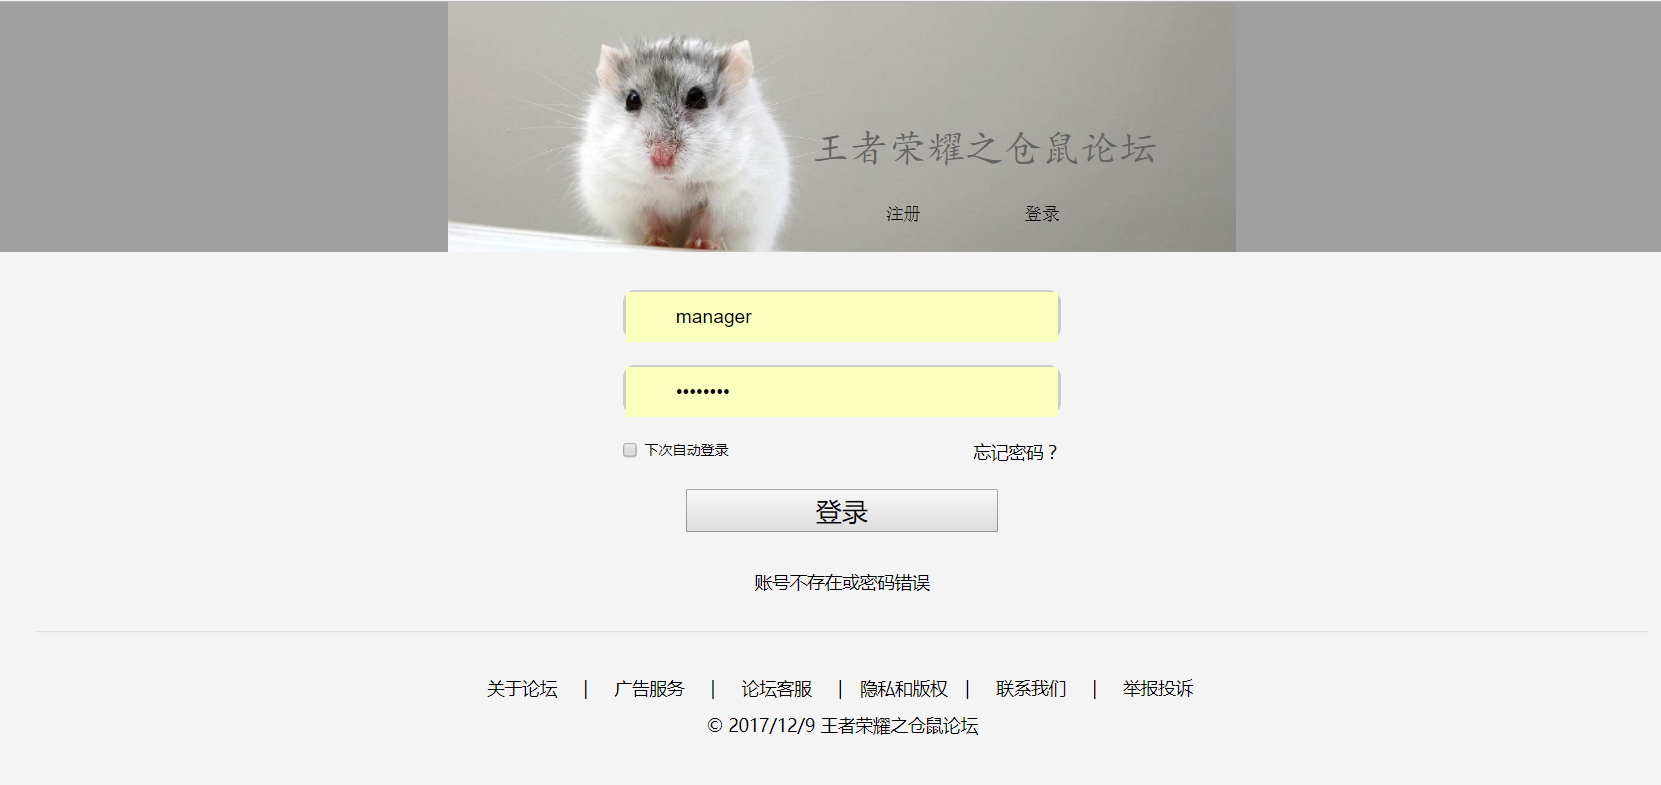 王者荣耀之仓鼠论坛
注册 登录
manager
••••••••
下次自动登录 忘记密码？
登录
账号不存在或密码错误
关于论坛 | 广告服务 | 论坛客服 | 隐私和版权 | 联系我们 | 举报投诉
© 2017/12/9 王者荣耀之仓鼠论坛